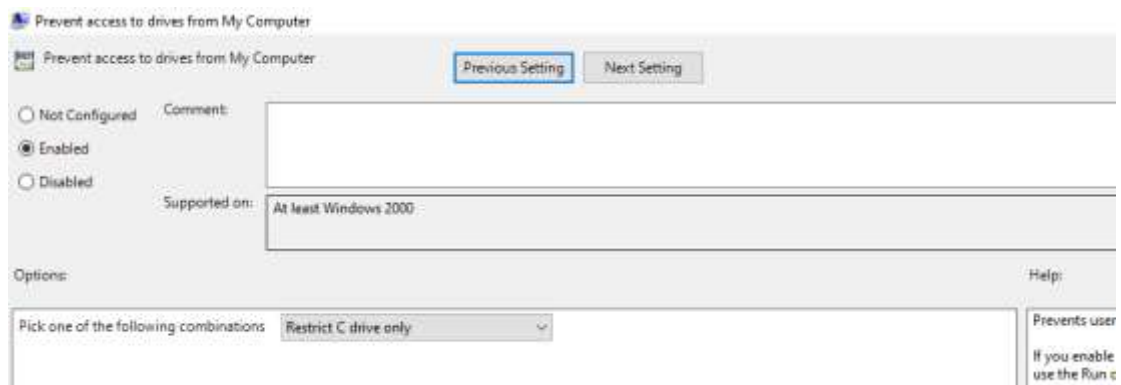 Prevent access to drives from My Computer
Prevent access to drives from My Computer
Previous Setting
Next Setting
Not Configured
Comment:
Enabled
Disabled
Supported on:
At least Windows 2000
Options:
Help:
Pick one of the following combinations
Restrict C drive only
Prevents user
If you enable
use the Run